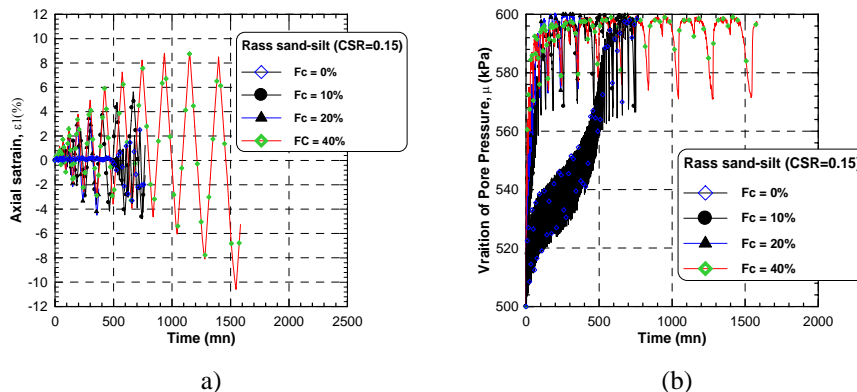 12
10
8
6
4
2
0
-2
-4
-6
-8
-10
-12
Axial satrain, ε1(%)
0 500 1000 1500 2000 2500
Time (mn)
Rass sand-silt (CSR=0.15)
Fc = 0%
Fc = 10%
Fc = 20%
FC = 40%
a)
600
580
560
540
520
500
Vraition of Pore Pressure, μ (kPa)
0 500 1000 1500 2000
Time (mn)
Rass sand-silt (CSR=0.15)
Fc = 0%
Fc = 10%
Fc = 20%
Fc = 40%
(b)